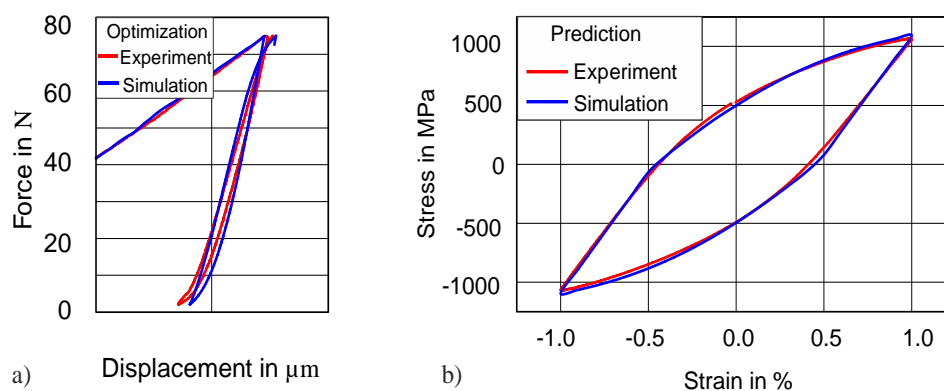 80
60
40
20
0
Force in N
Optimization
Experiment
Simulation
Displacement in µm
a)
1000
500
0
-500
-1000
Stress in MPa
Prediction
Experiment
Simulation
-1.0 -0.5 0.0 0.5 1.0
Strain in %
b)